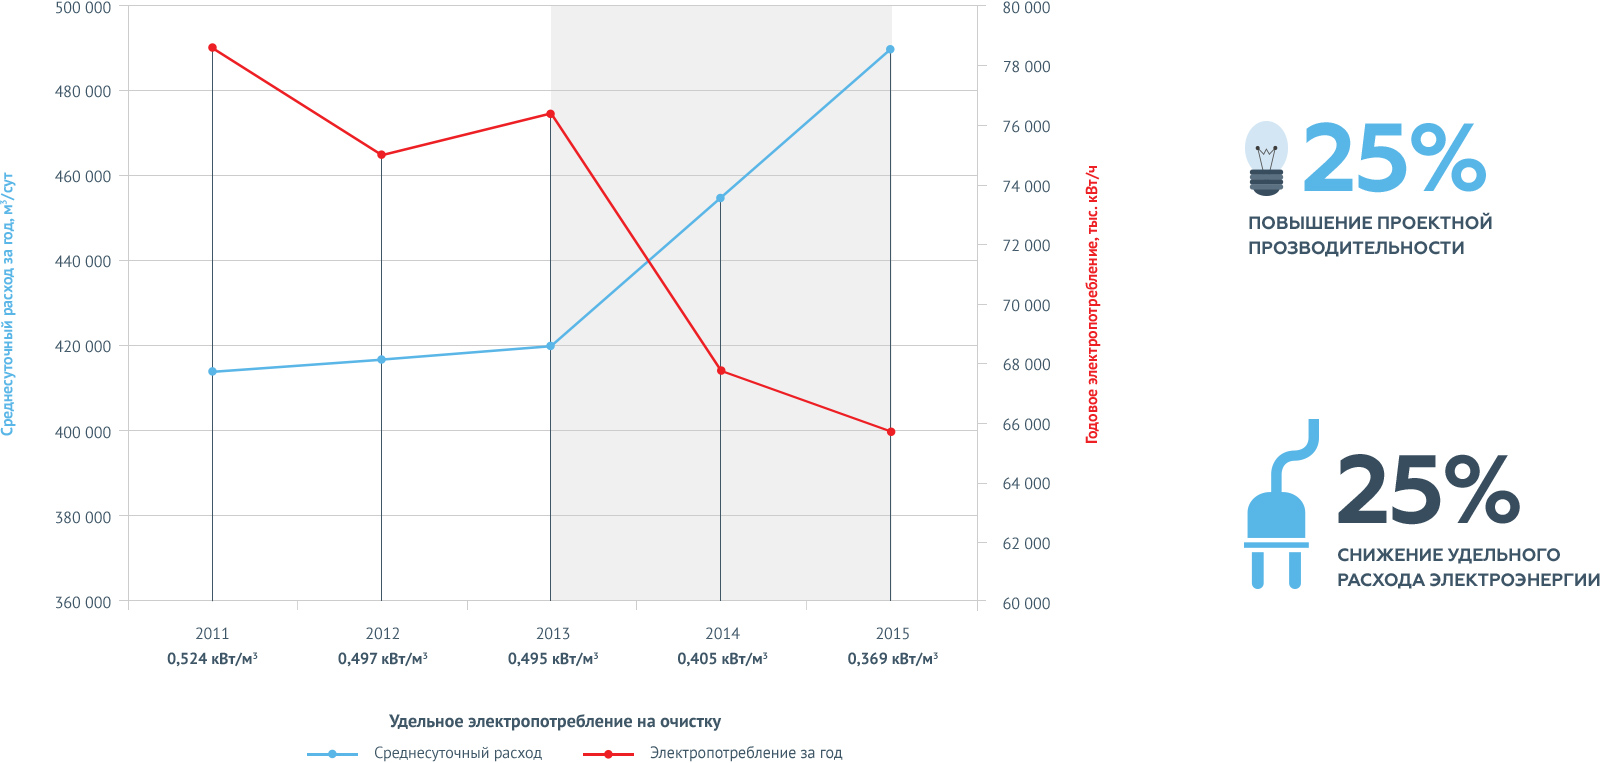 500 000
480 000
460 000
440 000
420 000
400 000
380 000
360 000
Среднесуточный расход за год, м³/сут
80 000
78 000
76 000
74 000
72 000
70 000
68 000
66 000
64 000
62 000
60 000
Годовое электропотребление, тыс. кВт/ч
2011 2012 2013 2014 2015
0,524 кВт/м³ 0,497 кВт/м³ 0,495 кВт/м³ 0,405 кВт/м³ 0,369 кВт/м³
Удельное электропотребление на очистку
Среднесуточный расход Электропотребление за год
25%
ПОВЫШЕНИЕ ПРОЕКТНОЙ
ПРОЗВОДИТЕЛЬНОСТИ
25%
СНИЖЕНИЕ УДЕЛЬНОГО
РАСХОДА ЭЛЕКТРОЭНЕРГИИ